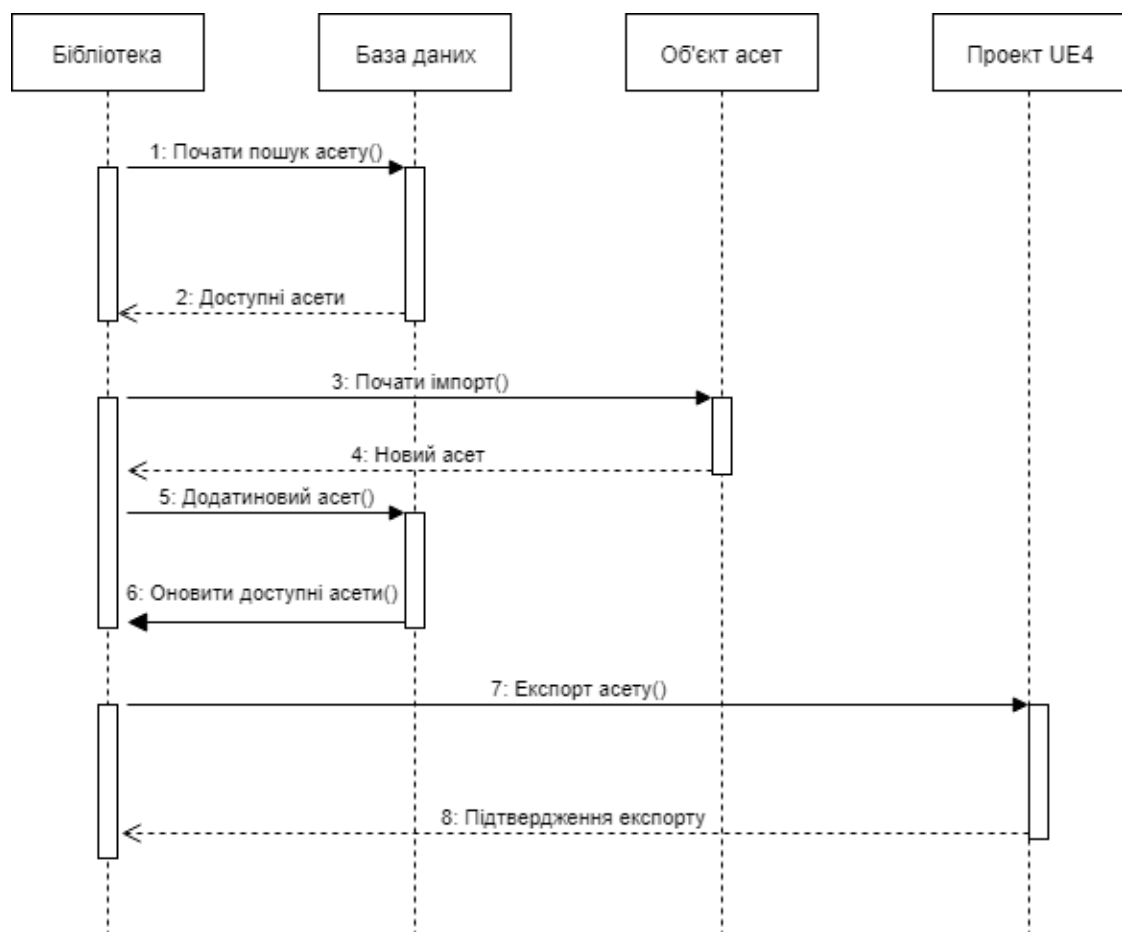 Бібліотека
База даних
Об'єкт асет
Проект UE4
1: Почати пошук асету()
2: Доступні асети
3: Почати імпорт()
4: Новий асет
5: Додатиновий асет()
6: Оновити доступні асети()
7: Експорт асету()
8: Підтвердження експорту